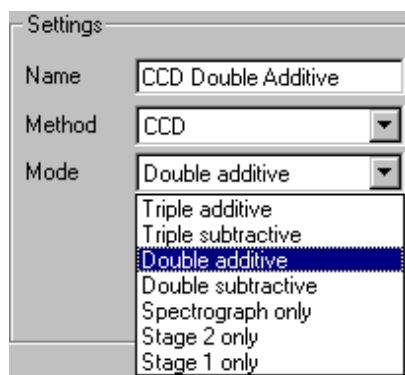 Settings
Name CCD Double Additive
Method CCD
Mode Double additive
Triple additive
Triple subtractive
Double additive
Double subtractive
Spectrograph only
Stage 2 only
Stage 1 only